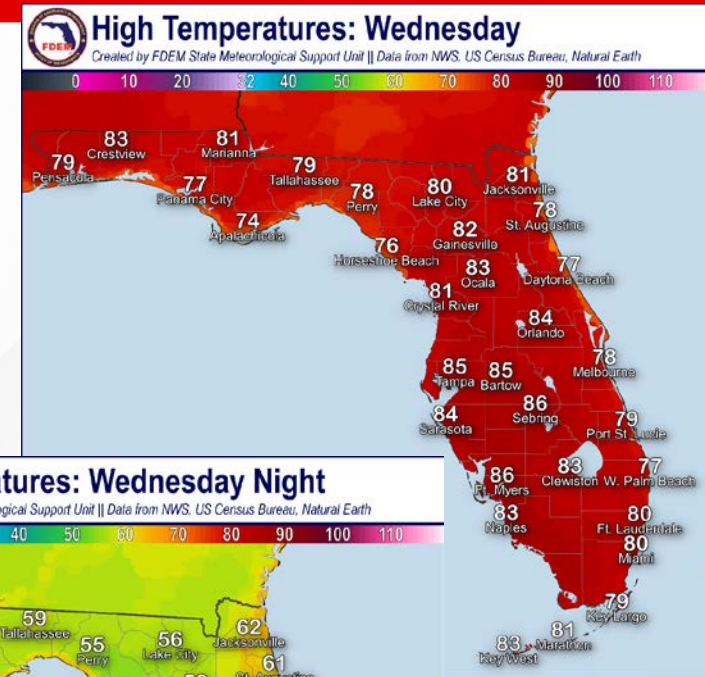 FDEM
High Temperatures: Wednesday
Created by FDEM State Meteorological Support Unit || Data from NWS, US Census Bureau, Natural Earth
0 10 20 32 40 50 60 70 80 90 100 110
83
Crestview
81
Marianna
79
Pensacola
79
Tallahassee
77
Panama City
78
Perry
80
Lake City
81
Jacksonville
74
Apalachicola
78
St. Augustine
76
Horseshoe Beach
82
Gainesville
83
Ocala
77
Daytona Beach
81
Crystal River
84
Orlando
78
Melbourne
85
Tampa
85
Bartow
86
Sebring
84
Sarasota
79
Port St. Lucie
86
Ft. Myers
83
Clewiston
77
W. Palm Beach
83
Naples
80
Ft. Lauderdale
80
Miami
79
Key Largo
81
Marathon
83
Key West
atures: Wednesday Night
ogical Support Unit || Data from NWS, US Census Bureau, Natural Earth
40 50 60 70 80 90 100 110
59
Tallahassee
55
Perry
56
Lake City
62
Jacksonville
61